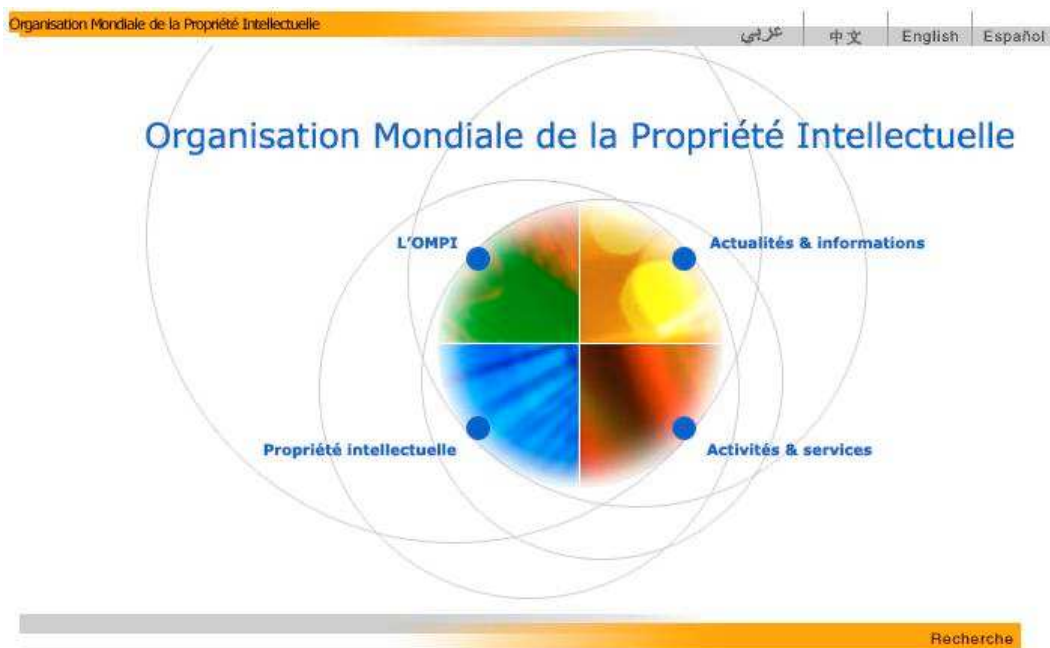 Organisation Mondiale de la Propriété Intellectuelle
عربي 中文 English Español
Organisation Mondiale de la Propriété Intellectuelle
L'OMPI
Actualités & informations
Propriété intellectuelle
Activités & services
Recherche